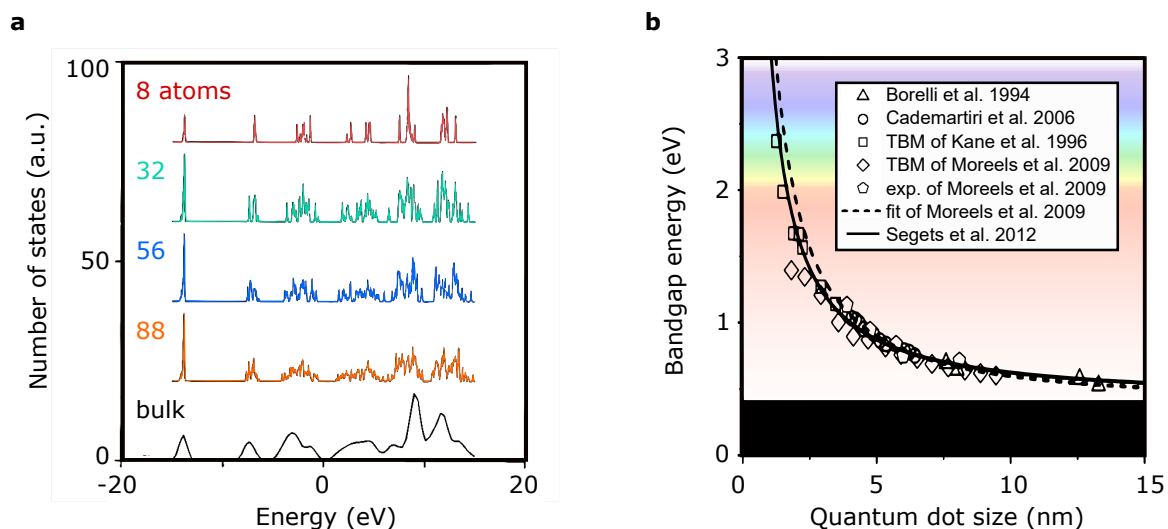 a
Number of states (a.u.)
100
50
0
8 atoms
32
56
88
bulk
-20
0
20
Energy (eV)
b
Bandgap energy (eV)
3
2
1
0
Borelli et al. 1994
Cademartiri et al. 2006
TBM of Kane et al. 1996
TBM of Moreels et al. 2009
exp. of Moreels et al. 2009
fit of Moreels et al. 2009
Segets et al. 2012
0
5
10
15
Quantum dot size (nm)